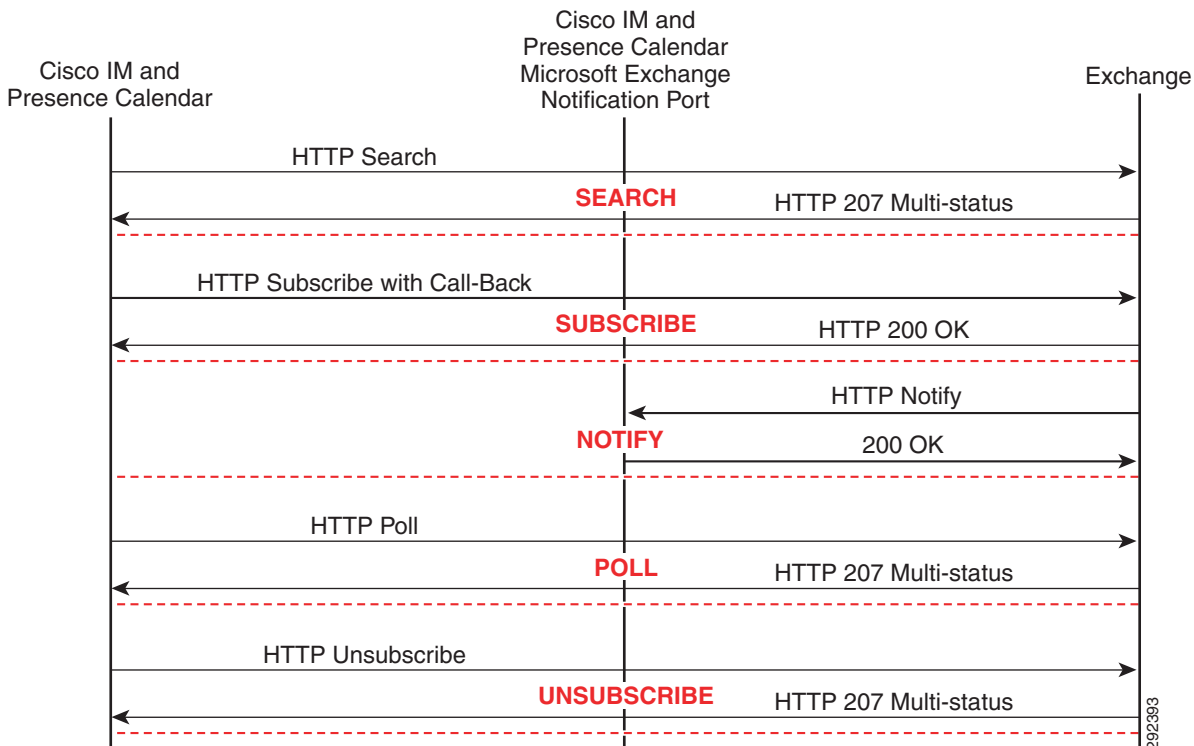 Cisco IM and
Presence Calendar
Cisco IM and
Presence Calendar
Microsoft Exchange
Notification Port
Exchange
HTTP Search
SEARCH
HTTP 207 Multi-status
HTTP Subscribe with Call-Back
SUBSCRIBE
HTTP 200 OK
HTTP Notify
NOTIFY
200 OK
HTTP Poll
POLL
HTTP 207 Multi-status
HTTP Unsubscribe
UNSUBSCRIBE
HTTP 207 Multi-status
292393